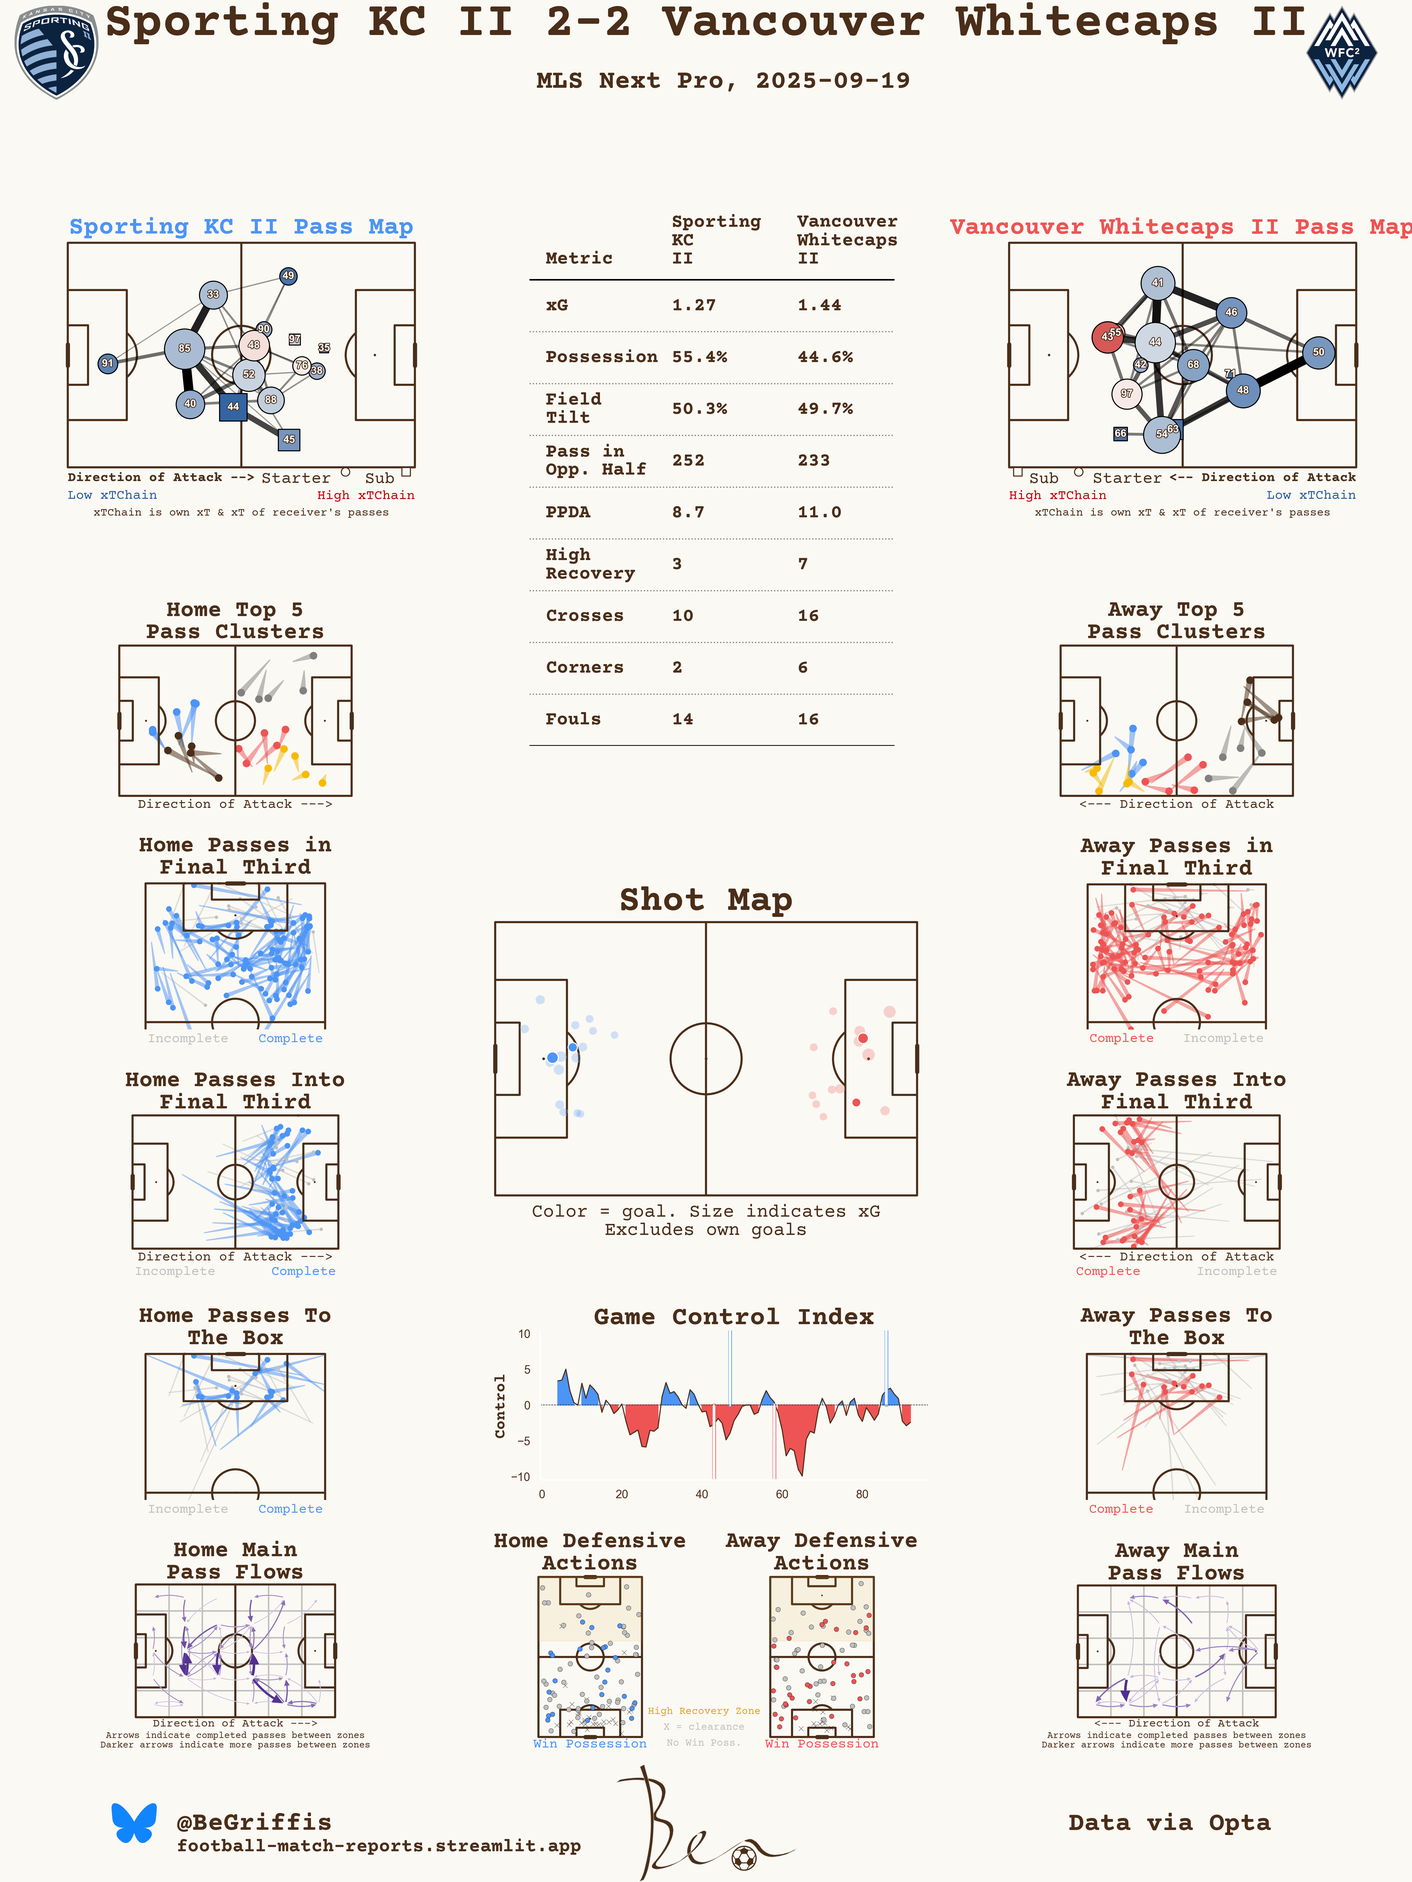 Sporting KC II 2-2 Vancouver Whitecaps II
KANSAS CITY
SPORTING
WFC2
MLS Next Pro, 2025-09-19
Sporting KC II Pass Map
49
33
90
97
48
35
85
91
76
38
52
88
40
44
45
Direction of Attack --> Starter Sub
Low xTChain High xTChain
xTChain is own xT & xT of receiver's passes
Metric Sporting KC II Vancouver Whitecaps II
xG 1.27 1.44
Possession 55.4% 44.6%
Field Tilt 50.3% 49.7%
Pass in Opp. Half 252 233
PPDA 8.7 11.0
High Recovery 3 7
Crosses 10 16
Corners 2 6
Fouls 14 16
Vancouver Whitecaps II Pass Map
41
46
55
43
44
50
42
68
71
48
97
66
54
63
Sub Starter <-- Direction of Attack
High xTChain Low xTChain
xTChain is own xT & xT of receiver's passes
Home Top 5
Pass Clusters
Direction of Attack --->
Away Top 5
Pass Clusters
<--- Direction of Attack
Home Passes in
Final Third
Incomplete Complete
Away Passes in
Final Third
Complete Incomplete
Shot Map
Color = goal. Size indicates xG
Excludes own goals
Home Passes Into
Final Third
Direction of Attack --->
Incomplete Complete
Away Passes Into
Final Third
<--- Direction of Attack
Complete Incomplete
Home Passes To
The Box
Incomplete Complete
Game Control Index
Control
10
5
0
−5
−10
0 20 40 60 80
Away Passes To
The Box
Complete Incomplete
Home Main
Pass Flows
Direction of Attack --->
Arrows indicate completed passes between zones
Darker arrows indicate more passes between zones
Home Defensive
Actions
Win Possession
Away Defensive
Actions
Win Possession
High Recovery Zone
X = clearance
No Win Poss.
Away Main
Pass Flows
<--- Direction of Attack
Arrows indicate completed passes between zones
Darker arrows indicate more passes between zones
@BeGriffis
football-match-reports.streamlit.app
Ben
Data via Opta